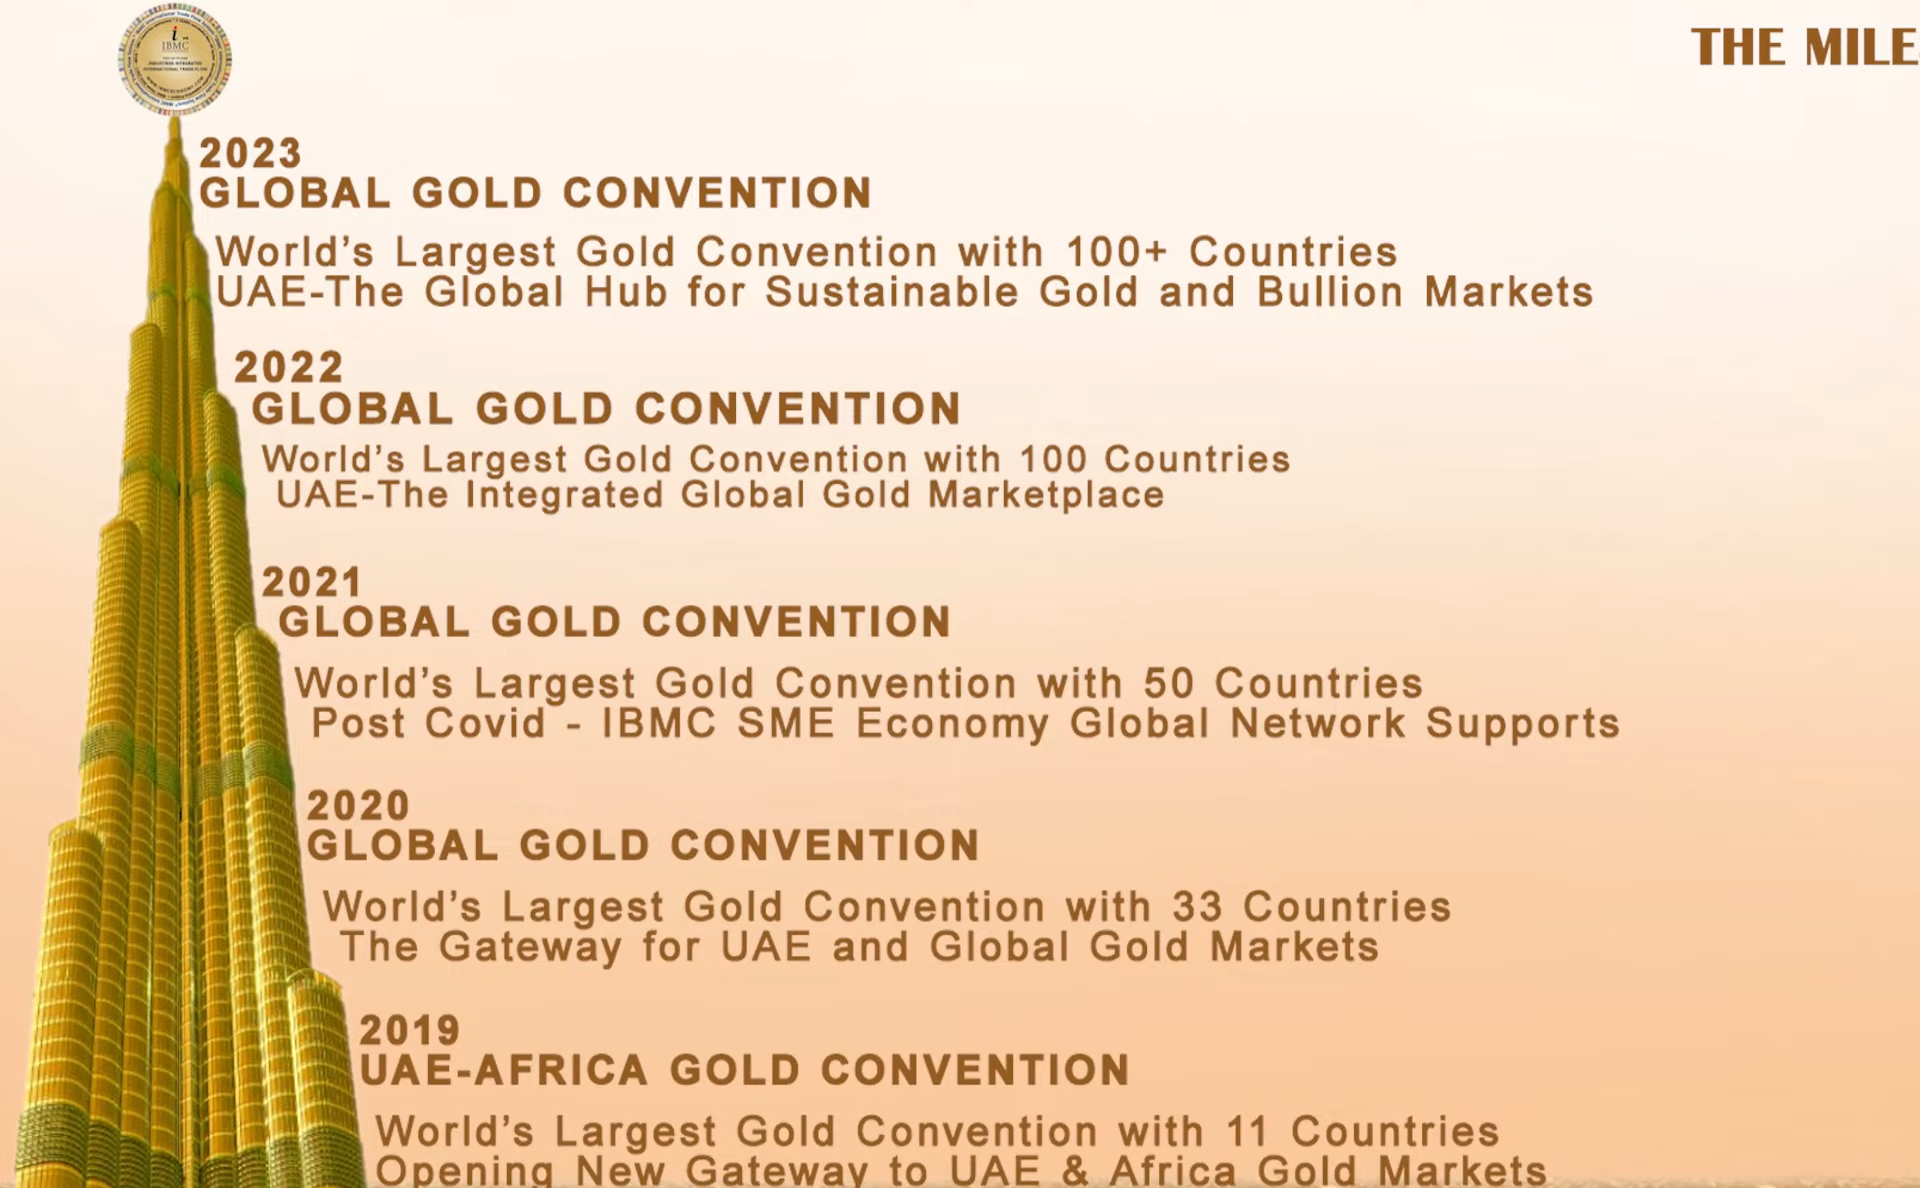 i
IBMC
THE MILE
2023
GLOBAL GOLD CONVENTION
World’s Largest Gold Convention with 100+ Countries
UAE-The Global Hub for Sustainable Gold and Bullion Markets
2022
GLOBAL GOLD CONVENTION
World’s Largest Gold Convention with 100 Countries
UAE-The Integrated Global Gold Marketplace
2021
GLOBAL GOLD CONVENTION
World’s Largest Gold Convention with 50 Countries
Post Covid - IBMC SME Economy Global Network Supports
2020
GLOBAL GOLD CONVENTION
World’s Largest Gold Convention with 33 Countries
The Gateway for UAE and Global Gold Markets
2019
UAE-AFRICA GOLD CONVENTION
World’s Largest Gold Convention with 11 Countries
Opening New Gateway to UAE & Africa Gold Markets